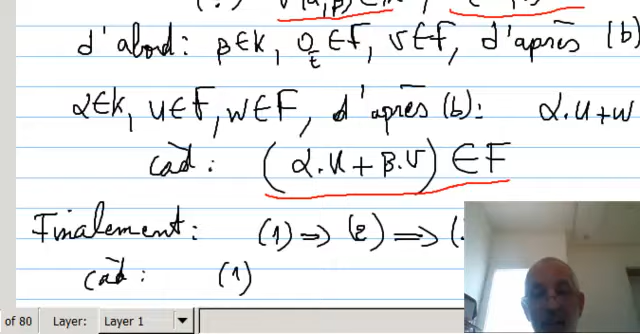 ∀(α,β)∈
d'abord : β∈K, 0_E∈F, v∈F, d'après (b)
α∈K, u∈F, w∈F, d'après (b) : α.u+w
càd : (α.u + β.v) ∈F
Finalement : (1) ⟹ (2) ⟹ (
càd : (1)
of 80 Layer: Layer 1